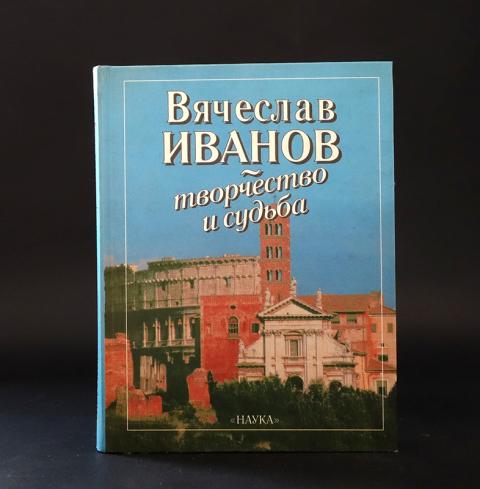 Вячеслав
ИВАНОВ
~
творчество
и судьба
«НАУКА»